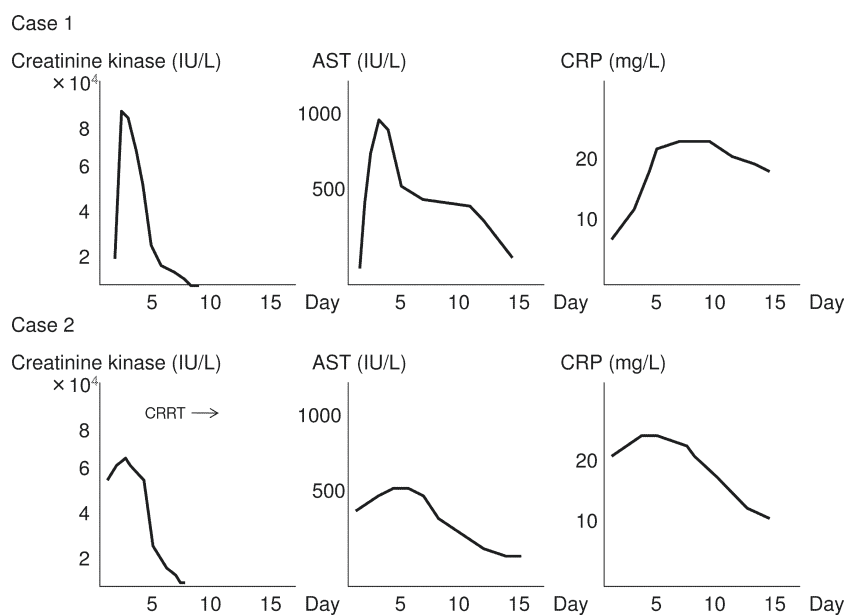 Case 1
Creatinine kinase (IU/L) AST (IU/L) CRP (mg/L)
×10⁴
8
6
4
2
5 10 15 Day
1000
500
5 10 15 Day
20
10
5 10 15 Day
Case 2
Creatinine kinase (IU/L) AST (IU/L) CRP (mg/L)
×10⁴
CRRT →
8
6
4
2
5 10 15 Day
1000
500
5 10 15 Day
20
10
5 10 15 Day